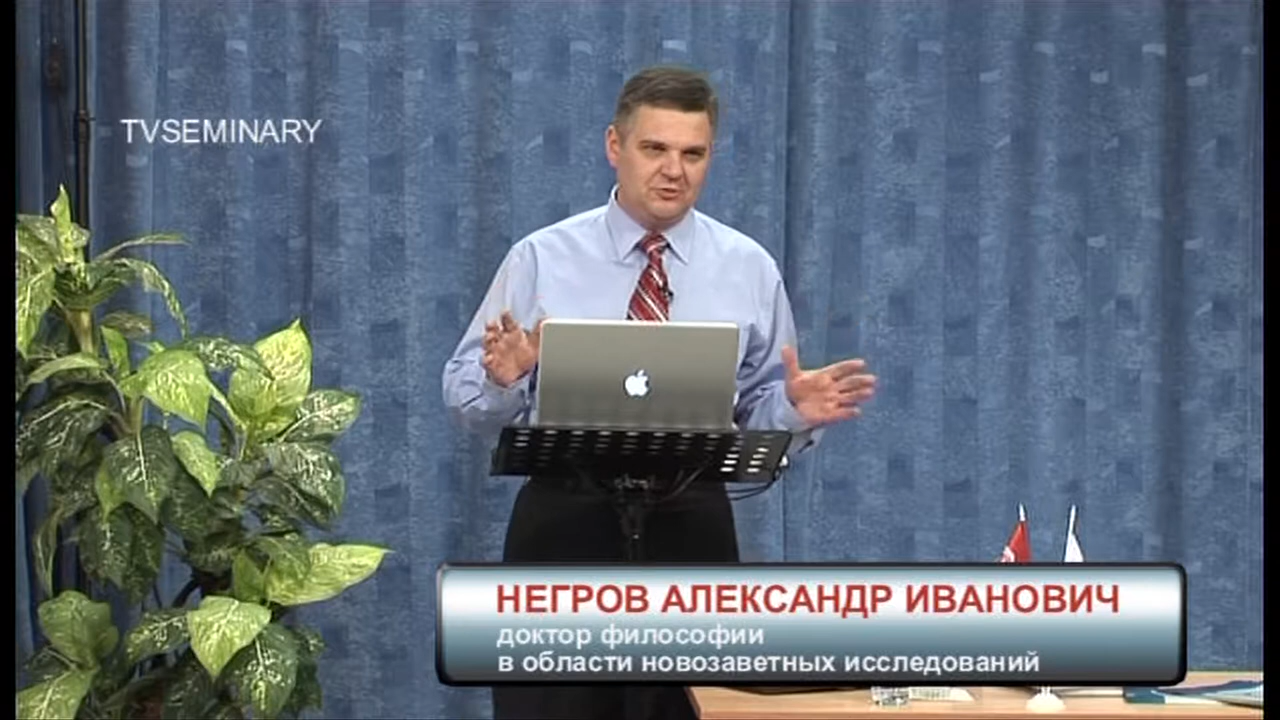 TVSEMINARY
НЕГРОВ АЛЕКСАНДР ИВАНОВИЧ
доктор философии
в области новозаветных исследований